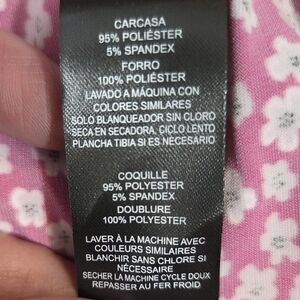 CARCASA
95% POLIÉSTER
5% SPANDEX
FORRO
100% POLIÉSTER
LAVADO A MÁQUINA CON
COLORES SIMILARES
SOLO BLANQUEADOR SIN CLORO
SECA EN SECADORA, CICLO LENTO
PLANCHA TIBIA SI ES NECESARIO
COQUILLE
95% POLYESTER
5% SPANDEX
DOUBLURE
100% POLYESTER
LAVER À LA MACHINE AVEC
COULEURS SIMILAIRES
BLANCHIR SANS CHLORE SI
NÉCESSAIRE
SECHER LA MACHINE CYCLE DOUX
REPASSER AU FER FROID